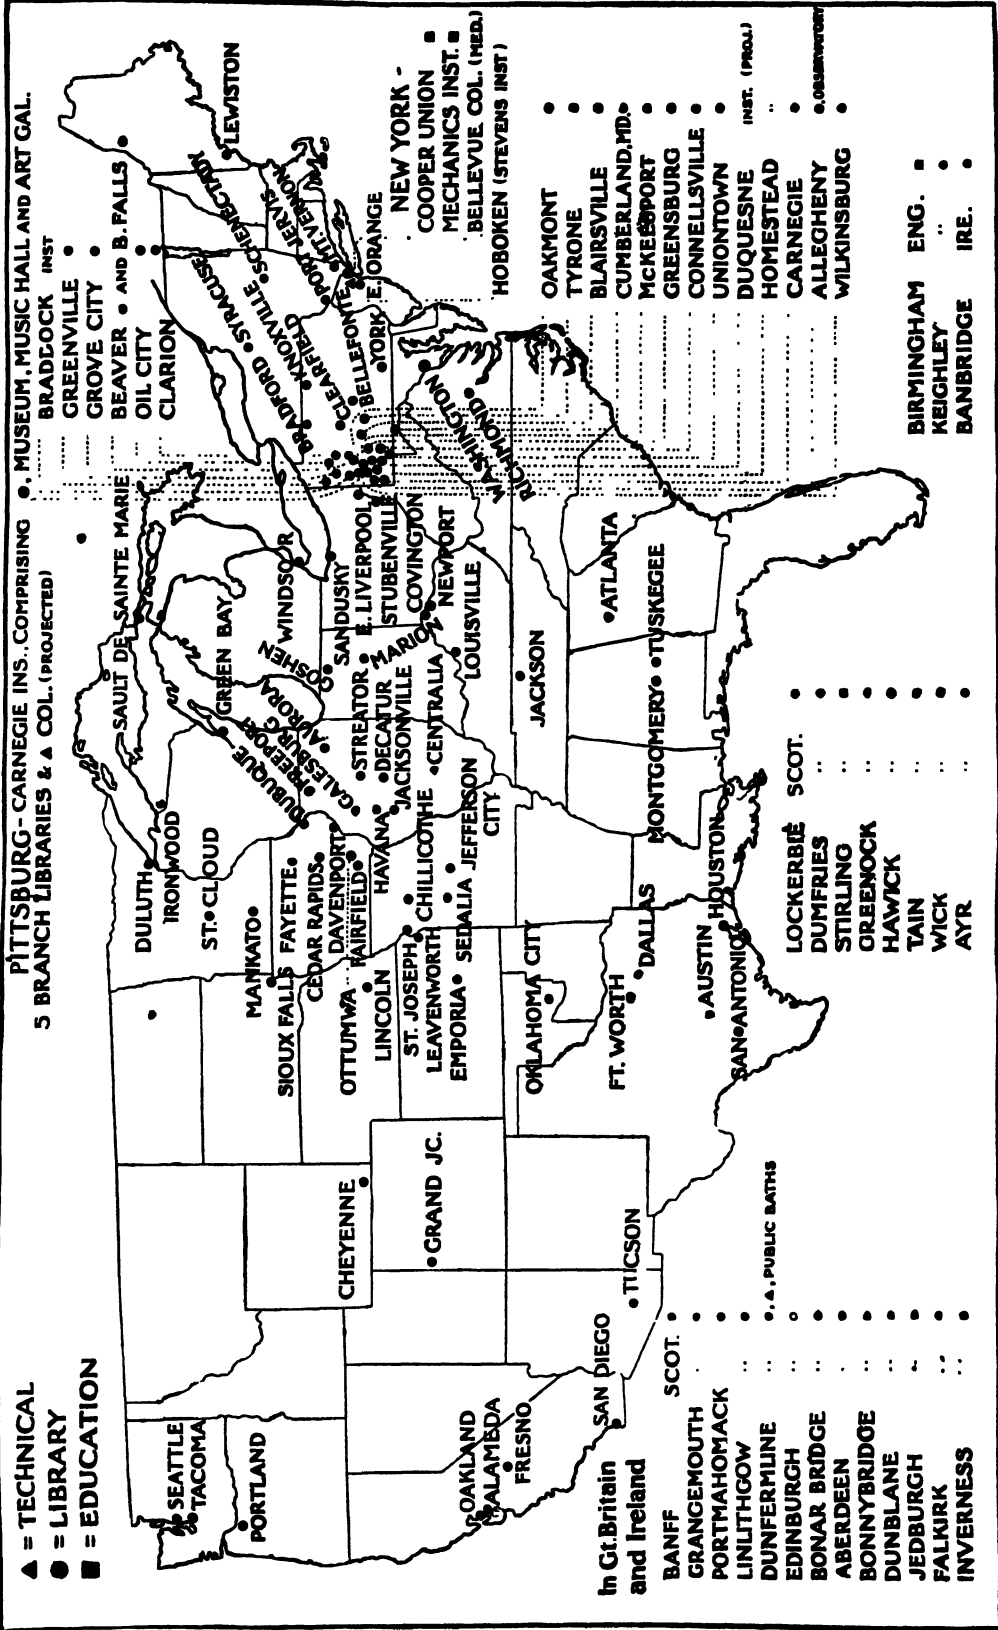 ▲ = TECHNICAL
● = LIBRARY
■ = EDUCATION
PITTSBURG - CARNEGIE INS., COMPRISING ●, MUSEUM, MUSIC HALL AND ART GAL.
5 BRANCH LIBRARIES & ▲ COL. (PROJECTED)
BRADDOCK INST
GREENVILLE ●
GROVE CITY ●
BEAVER ● AND B. FALLS ●
OIL CITY ●
CLARION ●
SEATTLE
TACOMA
PORTLAND
OAKLAND
ALAMEDA
FRESNO
SAN DIEGO
CHEYENNE
GRAND JC.
TUCSON
DULUTH
IRONWOOD
ST. CLOUD
MANKATO
SIOUX FALLS
FAYETTE
CEDAR RAPIDS
DAVENPORT
FAIRFIELD
OTTUMWA
LINCOLN
HAVANA
ST. JOSEPH
CHILLICOTHE
LEAVENWORTH
EMPORIA
SEDALIA
JEFFERSON
CITY
OKLAHOMA CITY
FT. WORTH
DALLAS
AUSTIN
HOUSTON
SAN ANTONIO
SAULT DE SAINTE MARIE
GREEN BAY
DUBUQUE
FREEPORT
GALESBURG
AURORA
GOSHEN
WINDSOR
SANDUSKY
STREATOR
DECATUR
JACKSONVILLE
CENTRALIA
MARION
E. LIVERPOOL
STUBENVILLE
COVINGTON
NEWPORT
LOUISVILLE
JACKSON
ATLANTA
MONTGOMERY
TUSKEGEE
LEWISTON
SCHENECTADY
PORT JERVIS
MT. VERNON
SYRACUSE
KNOXVILLE
BRADFORD
CLEARFIELD
BELLEFONTE
YORK
E. ORANGE
WASHINGTON
RICHMOND
NEW YORK -
COOPER UNION ■
MECHANICS INST. ■
BELLEVUE COL. (MED.)
HOBOKEN (STEVENS INST)
OAKMONT ●
TYRONE ●
BLAIRSVILLE ●
CUMBERLAND, MD. ●
McKEESPORT ●
GREENSBURG ●
CONNELLSVILLE ●
UNIONTOWN ●
DUQUESNE INST. (PROJ.)
HOMESTEAD "
CARNEGIE ●
ALLEGHENY ●, OBSERVATORY
WILKINSBURG ●
In Gt. Britain
and Ireland
BANFF SCOT. ●
GRANGEMOUTH " ●
PORTMAHOMACK ●
LINLITHGOW " ●
DUNFERMLINE " ●, ▲, PUBLIC BATHS
EDINBURGH " ○
BONAR BRIDGE " ●
ABERDEEN " ●
BONNYBRIDGE " ●
DUNBLANE " ●
JEDBURGH " ●
FALKIRK " ●
INVERNESS " ●
LOCKERBIE SCOT. ●
DUMFRIES " ●
STIRLING " ●
GREENOCK " ●
HAWICK " ●
TAIN " ●
WICK " ●
AYR " ●
BIRMINGHAM ENG. ■
KEIGHLEY " ●
BANBRIDGE IRE. ●